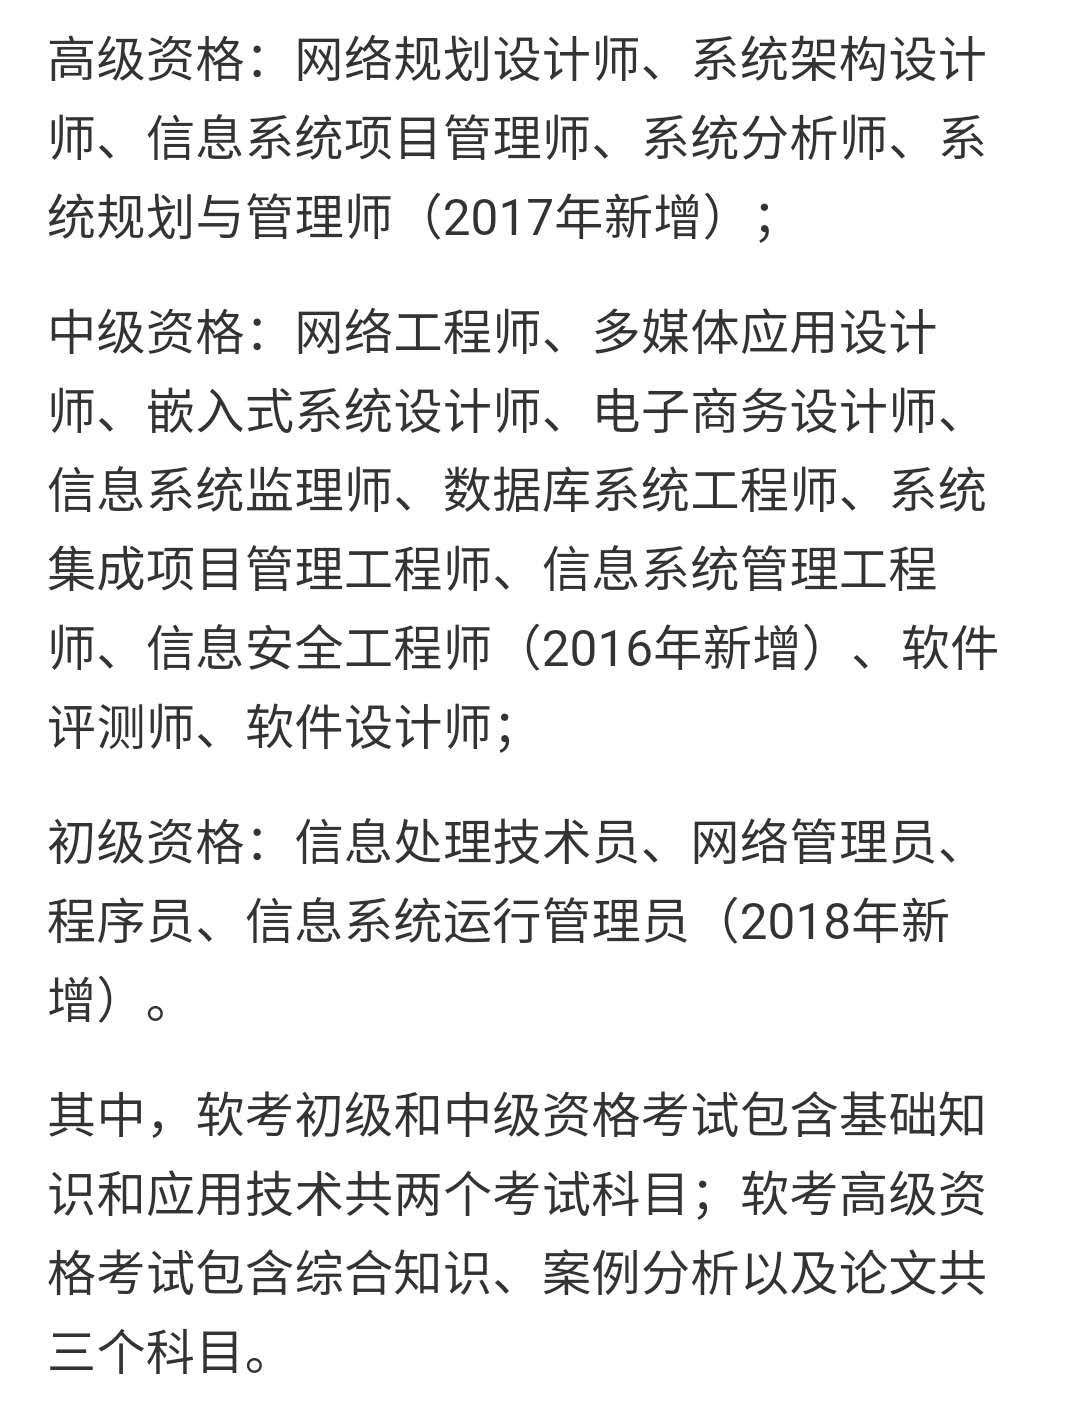 高级资格：网络规划设计师、系统架构设计
师、信息系统项目管理师、系统分析师、系
统规划与管理师（2017年新增）；
中级资格：网络工程师、多媒体应用设计
师、嵌入式系统设计师、电子商务设计师、
信息系统监理师、数据库系统工程师、系统
集成项目管理工程师、信息系统管理工程
师、信息安全工程师（2016年新增）、软件
评测师、软件设计师；
初级资格：信息处理技术员、网络管理员、
程序员、信息系统运行管理员（2018年新
增）。
其中，软考初级和中级资格考试包含基础知
识和应用技术共两个考试科目；软考高级资
格考试包含综合知识、案例分析以及论文共
三个科目。